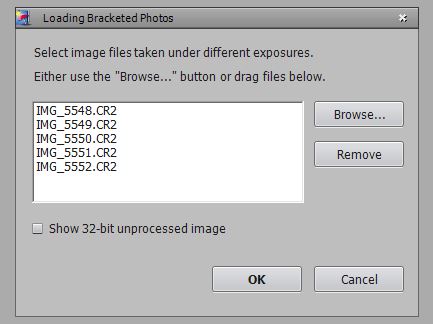 Loading Bracketed Photos
Select image files taken under different exposures.
Either use the "Browse..." button or drag files below.
IMG_5548.CR2
IMG_5549.CR2
IMG_5550.CR2
IMG_5551.CR2
IMG_5552.CR2
Browse...
Remove
Show 32-bit unprocessed image
OK
Cancel